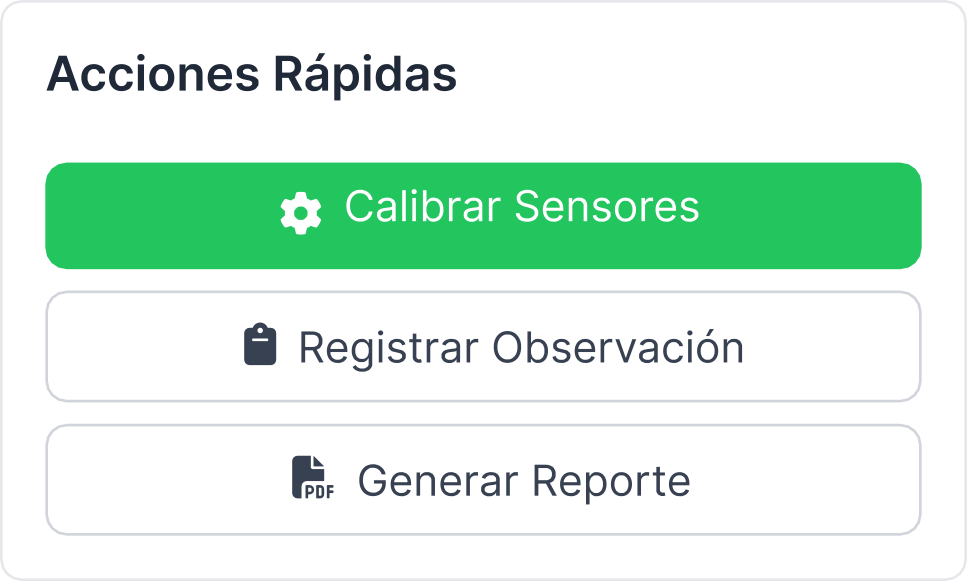 Acciones Rápidas
Calibrar Sensores
Registrar Observación
PDF Generar Reporte